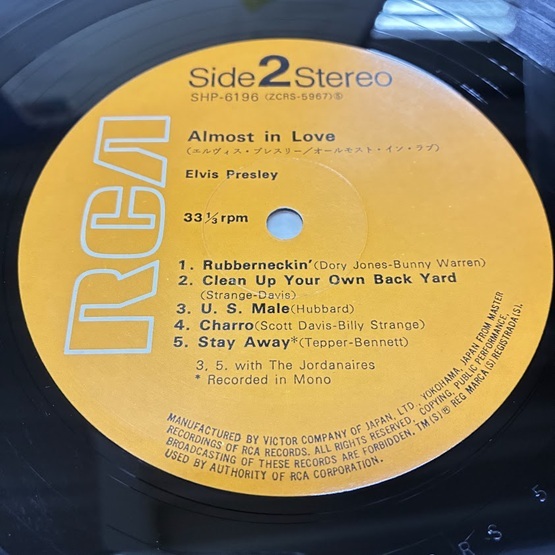 Side 2 Stereo
SHP-6196 (ZCRS-5967)Ⓢ
RCA
Almost in Love
(エルヴィス・プレスリー/オールモスト・イン・ラブ)
Elvis Presley
33⅓rpm
1. Rubberneckin'(Dory Jones-Bunny Warren)
2. Clean Up Your Own Back Yard
(Strange-Davis)
3. U. S. Male(Hubbard)
4. Charro(Scott Davis-Billy Strange)
5. Stay Away*(Tepper-Bennett)
3, 5. with The Jordanaires
* Recorded in Mono
MANUFACTURED BY VICTOR COMPANY OF JAPAN, LTD., YOKOHAMA, JAPAN FROM MASTER
RECORDINGS OF RCA RECORDS. ALL RIGHTS RESERVED, COPYING, PUBLIC PERFORMANCE,
BROADCASTING OF THESE RECORDS ARE FORBIDDEN. TM(S)® REG MARCA(S) REGISTRADA(S).
USED BY AUTHORITY OF RCA CORPORATION.